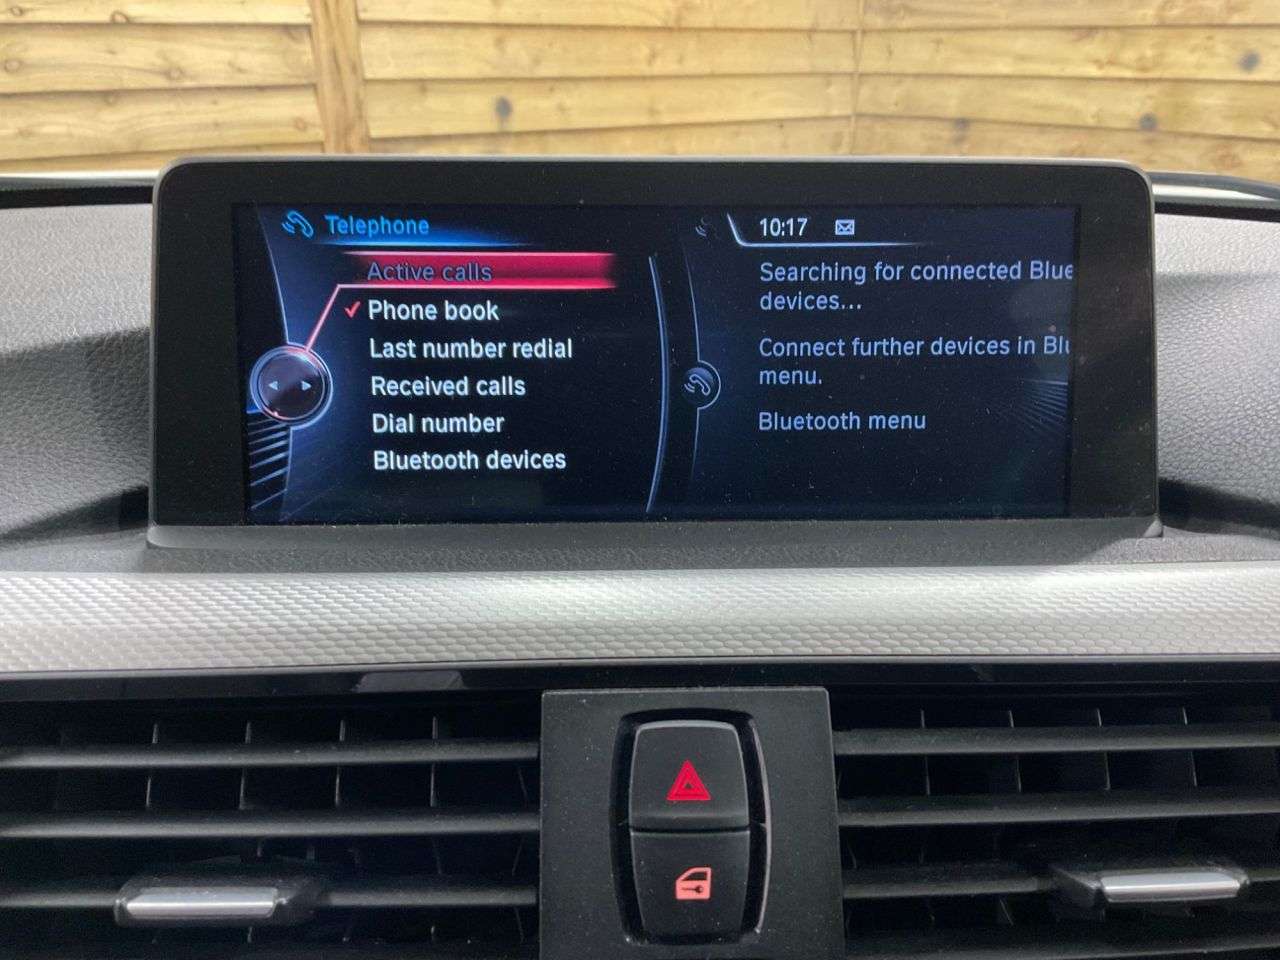 Telephone
Active calls
Phone book
Last number redial
Received calls
Dial number
Bluetooth devices
10:17
Searching for connected Blue
devices...
Connect further devices in Blu
menu.
Bluetooth menu